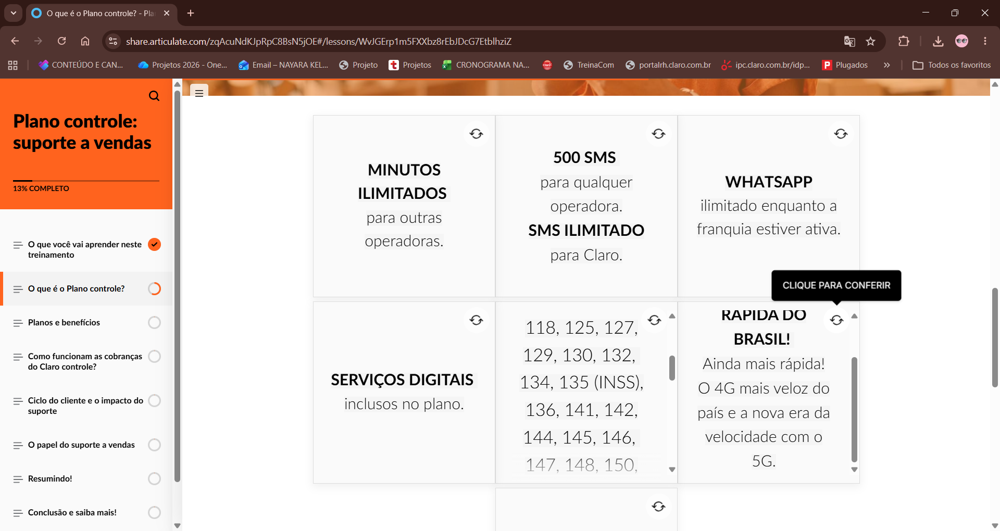 O que é o Plano controle? - Pla
share.articulate.com/zqAcuNdKJpRpC8BsN5jOE#/lessons/WvJGErp1m5FXXbz8rEbJDcG7EtblhziZ
CONTEÚDO E CAN...
Projetos 2026 - One...
Email – NAYARA KEL...
Projeto
Projetos
CRONOGRAMA NA...
TreinaCom
portalrh.claro.com.br
ipc.claro.com.br/idp...
Plugados
Todos os favoritos
Plano controle:
suporte a vendas
13% COMPLETO
O que você vai aprender neste
treinamento
O que é o Plano controle?
Planos e benefícios
Como funcionam as cobranças
do Claro controle?
Ciclo do cliente e o impacto do
suporte
O papel do suporte a vendas
Resumindo!
Conclusão e saiba mais!
MINUTOS
ILIMITADOS
para outras
operadoras.
500 SMS
para qualquer
operadora.
SMS ILIMITADO
para Claro.
WHATSAPP
ilimitado enquanto a
franquia estiver ativa.
CLIQUE PARA CONFERIR
SERVIÇOS DIGITAIS
inclusos no plano.
118, 125, 127,
129, 130, 132,
134, 135 (INSS),
136, 141, 142,
144, 145, 146,
147, 148, 150,
RÁPIDA DO
BRASIL!
Ainda mais rápida!
O 4G mais veloz do
país e a nova era da
velocidade com o
5G.